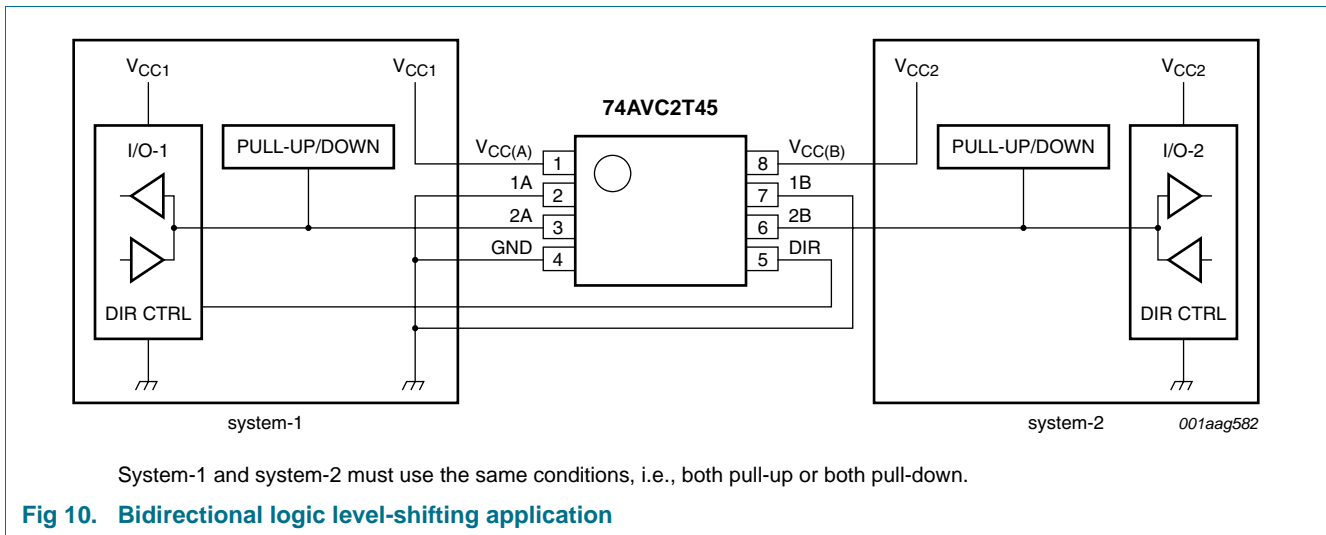 VCC1 VCC1 VCC2 VCC2
74AVC2T45
I/O-1 PULL-UP/DOWN PULL-UP/DOWN I/O-2
VCC(A) 1 8 VCC(B)
1A 2 7 1B
2A 3 6 2B
GND 4 5 DIR
DIR CTRL DIR CTRL
system-1 system-2 001aag582
System-1 and system-2 must use the same conditions, i.e., both pull-up or both pull-down.
Fig 10. Bidirectional logic level-shifting application